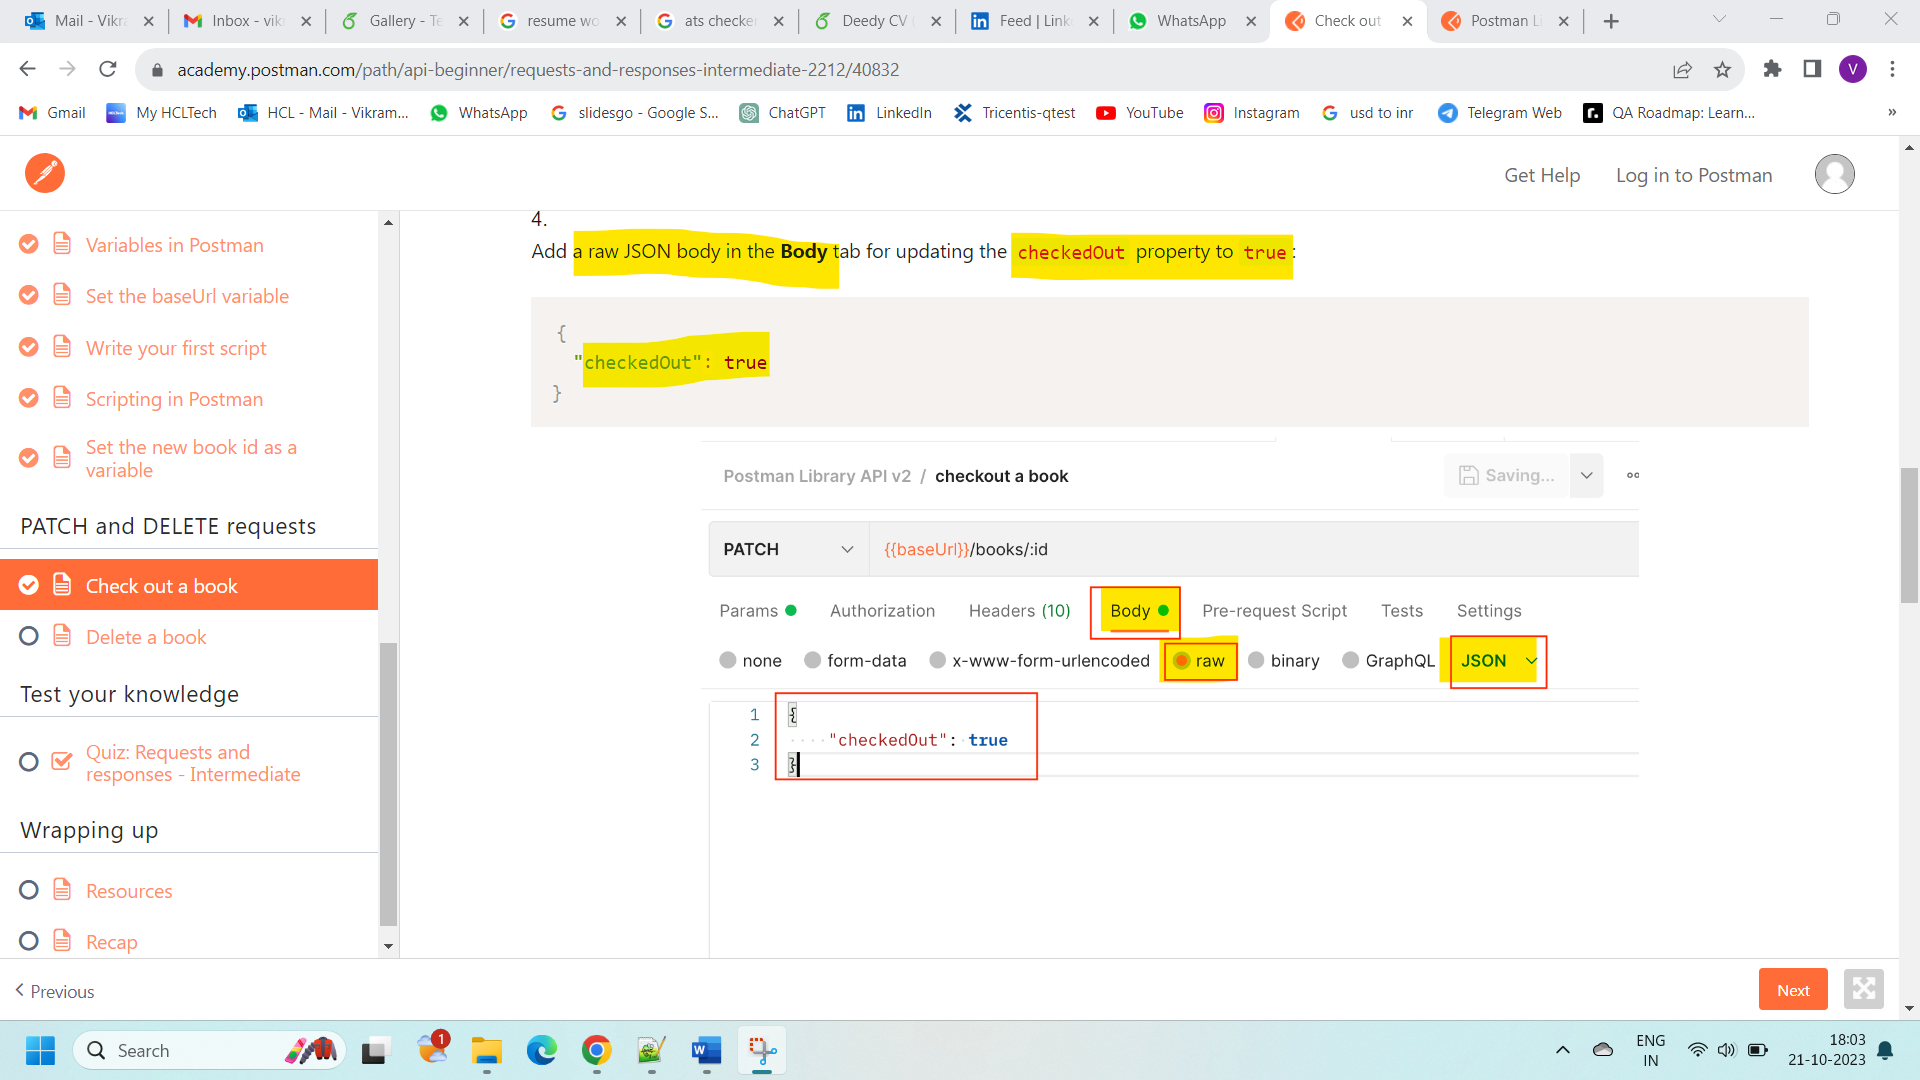 Mail - Vikra
Inbox - vik
Gallery - Te
resume wo
ats checke
Deedy CV
Feed | Link
WhatsApp
Check out
Postman Li
academy.postman.com/path/api-beginner/requests-and-responses-intermediate-2212/40832
V
Gmail
My HCLTech
HCL - Mail - Vikram...
WhatsApp
slidesgo - Google S...
ChatGPT
LinkedIn
Tricentis-qtest
YouTube
Instagram
usd to inr
Telegram Web
QA Roadmap: Learn...
»
Get Help
Log in to Postman
Variables in Postman
Set the baseUrl variable
Write your first script
Scripting in Postman
Set the new book id as a
variable
PATCH and DELETE requests
Check out a book
Delete a book
Test your knowledge
Quiz: Requests and
responses - Intermediate
Wrapping up
Resources
Recap
4.
Add a raw JSON body in the Body tab for updating the checkedOut property to true:
{
"checkedOut": true
}
Postman Library API v2 / checkout a book
Saving...
PATCH
{{baseUrl}}/books/:id
Params
Authorization
Headers (10)
Body
Pre-request Script
Tests
Settings
none
form-data
x-www-form-urlencoded
raw
binary
GraphQL
JSON
1 {
2 "checkedOut": true
3 }
Previous
Next
Search
1
ENG
IN
18:03
21-10-2023